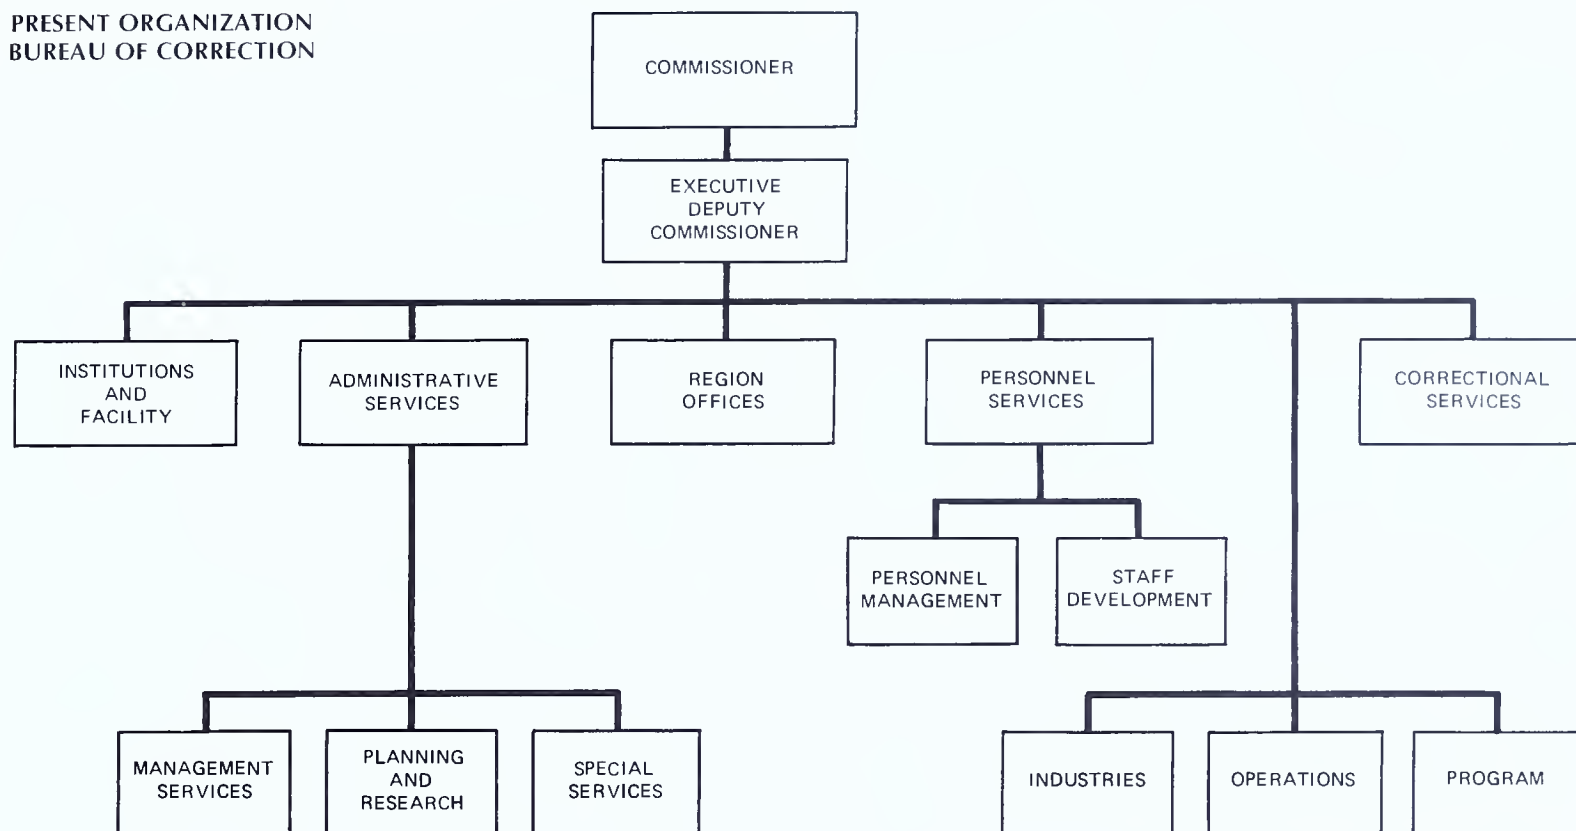 PRESENT ORGANIZATION
BUREAU OF CORRECTION
COMMISSIONER
EXECUTIVE
DEPUTY
COMMISSIONER
INSTITUTIONS
AND
FACILITY
ADMINISTRATIVE
SERVICES
REGION
OFFICES
PERSONNEL
SERVICES
CORRECTIONAL
SERVICES
PERSONNEL
MANAGEMENT
STAFF
DEVELOPMENT
MANAGEMENT
SERVICES
PLANNING
AND
RESEARCH
SPECIAL
SERVICES
INDUSTRIES
OPERATIONS
PROGRAM